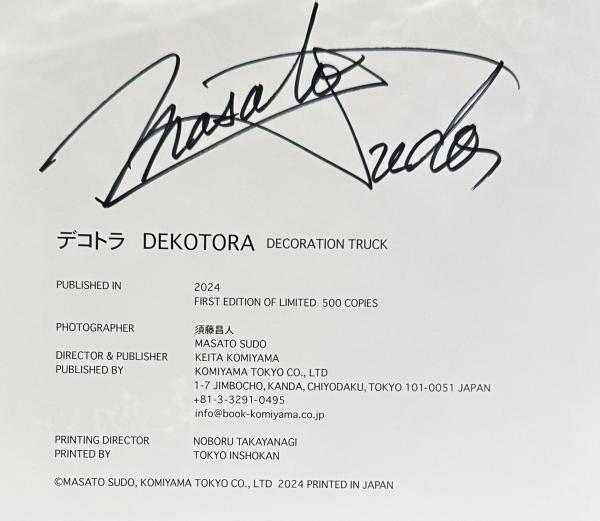 Masato Sudo
デコトラ DEKOTORA DECORATION TRUCK
PUBLISHED IN 2024
FIRST EDITION OF LIMITED 500 COPIES
PHOTOGRAPHER 須藤昌人
MASATO SUDO
DIRECTOR & PUBLISHER KEITA KOMIYAMA
PUBLISHED BY KOMIYAMA TOKYO CO., LTD
1-7 JIMBOCHO, KANDA, CHIYODAKU, TOKYO 101-0051 JAPAN
+81-3-3291-0495
info@book-komiyama.co.jp
PRINTING DIRECTOR NOBORU TAKAYANAGI
PRINTED BY TOKYO INSHOKAN
©MASATO SUDO, KOMIYAMA TOKYO CO., LTD 2024 PRINTED IN JAPAN